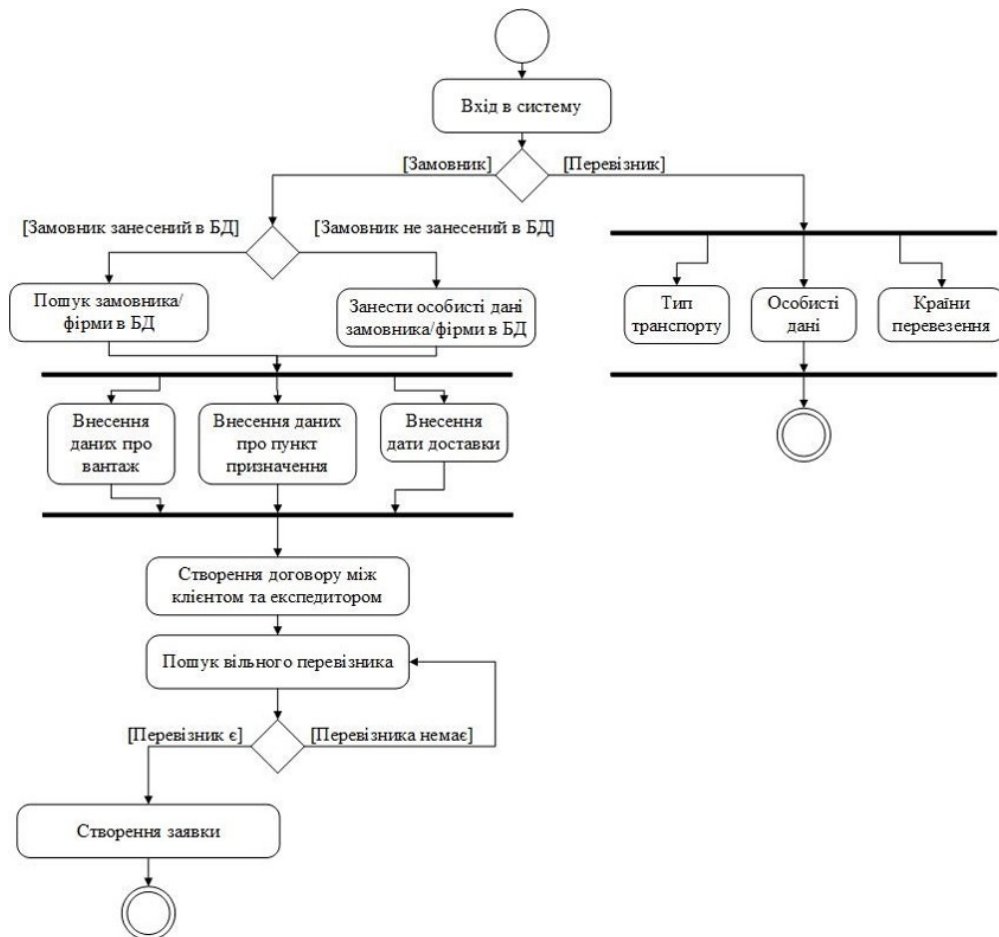 Вхід в систему
[Замовник]
[Перевізник]
[Замовник занесений в БД]
[Замовник не занесений в БД]
Пошук замовника/
фірми в БД
Занести особисті дані
замовника/фірми в БД
Тип
транспорту
Особисті
дані
Країни
перевезення
Внесення
даних про
вантаж
Внесення даних
про пункт
призначення
Внесення
дати доставки
Створення договору між
клієнтом та експедитором
Пошук вільного перевізника
[Перевізник є]
[Перевізника немає]
Створення заявки